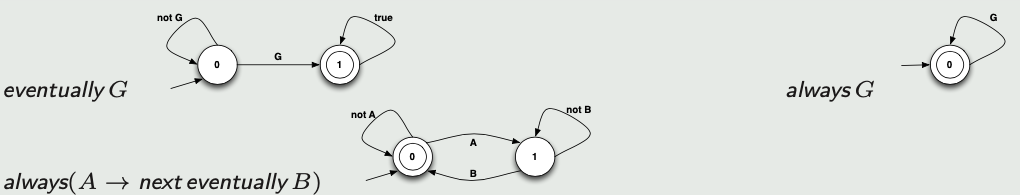 not G
true
G
G
0
1
0
eventually G
always G
not A
not B
A
0
1
B
always(A → next eventually B)